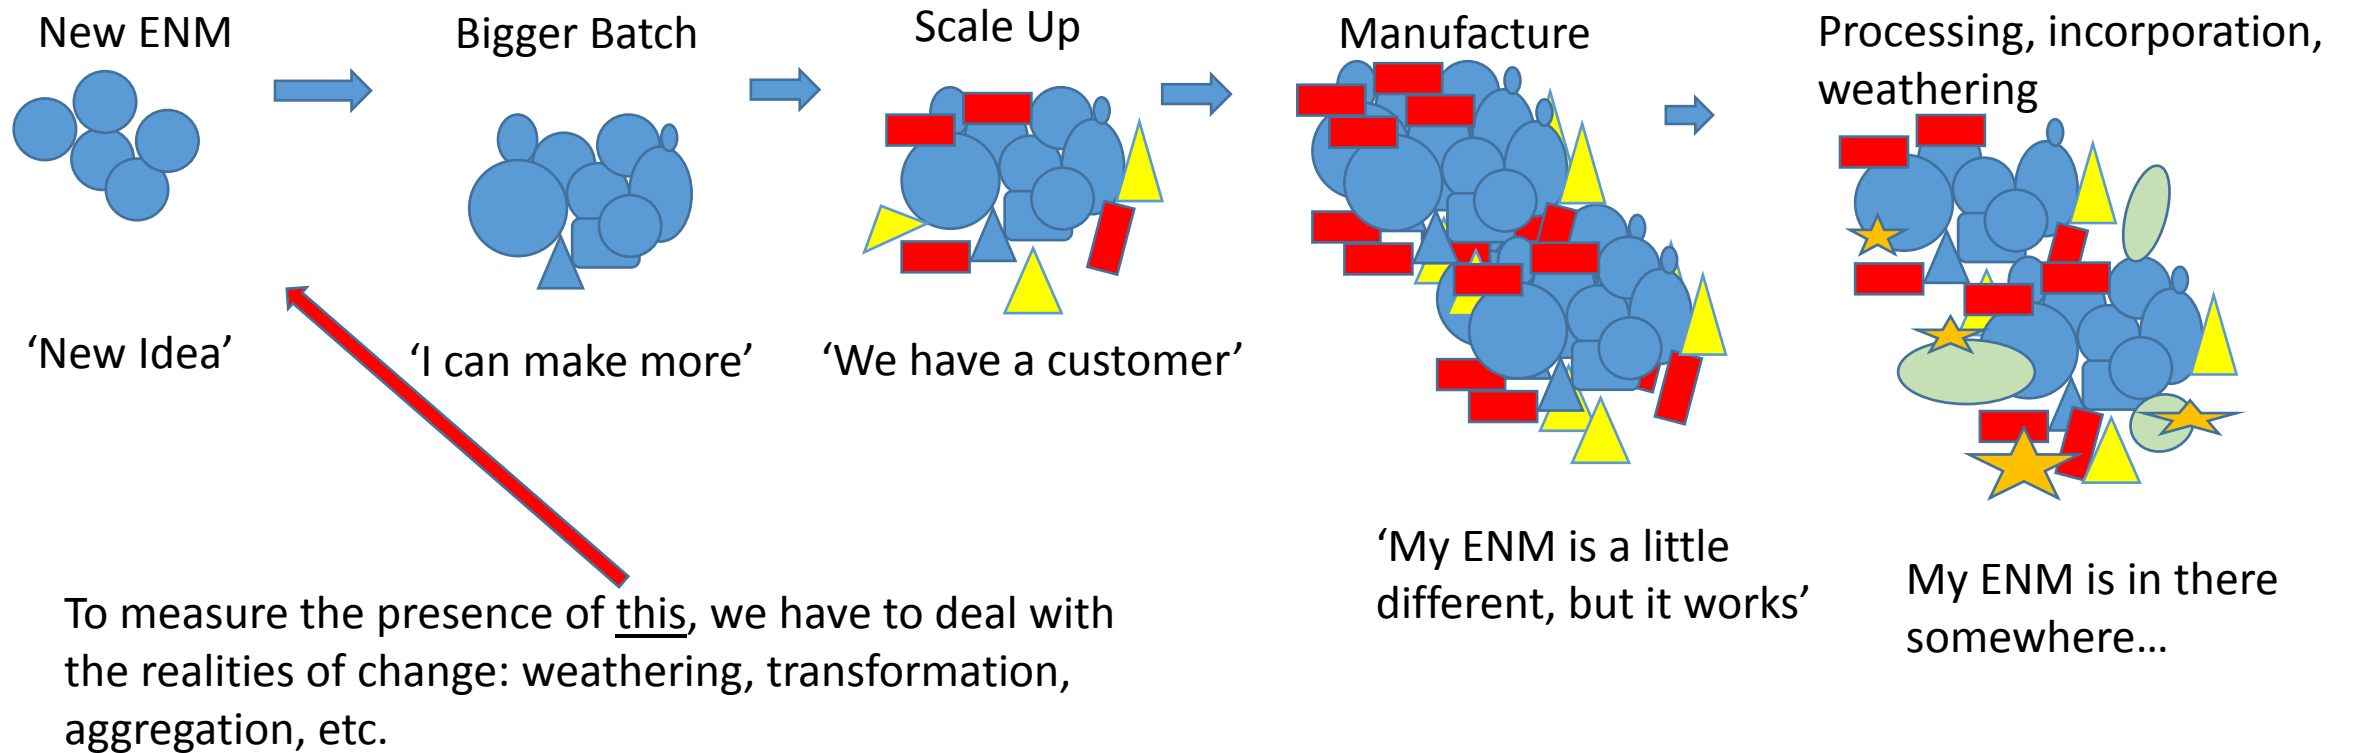 New ENM
Bigger Batch
Scale Up
Manufacture
Processing, incorporation,
weathering
‘New Idea’
‘I can make more’
‘We have a customer’
‘My ENM is a little
different, but it works’
My ENM is in there
somewhere…
To measure the presence of this, we have to deal with
the realities of change: weathering, transformation,
aggregation, etc.